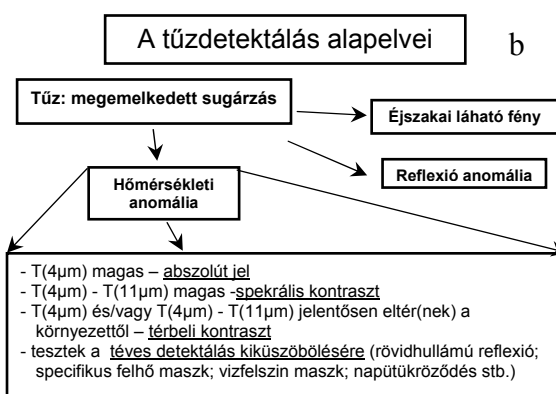 A tűzdetektálás alapelvei
b
Tűz: megemelkedett sugárzás
Éjszakai láható fény
Reflexió anomália
Hőmérsékleti
anomália
- T(4µm) magas – abszolút jel
- T(4µm) - T(11µm) magas -spekrális kontraszt
- T(4µm) és/vagy T(4µm) - T(11µm) jelentősen eltér(nek) a
környezettől – térbeli kontraszt
- tesztek a téves detektálás kiküszöbölésére (rövidhullámú reflexió;
specifikus felhő maszk; vizfelszin maszk; napütükröződés stb.)